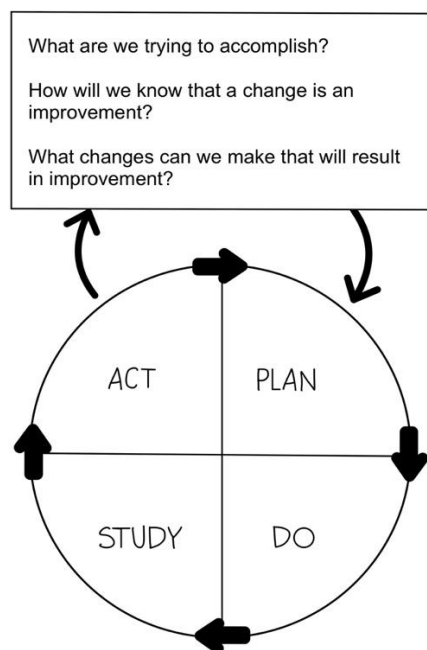 What are we trying to accomplish?
How will we know that a change is an
improvement?
What changes can we make that will result
in improvement?
ACT
PLAN
STUDY
DO